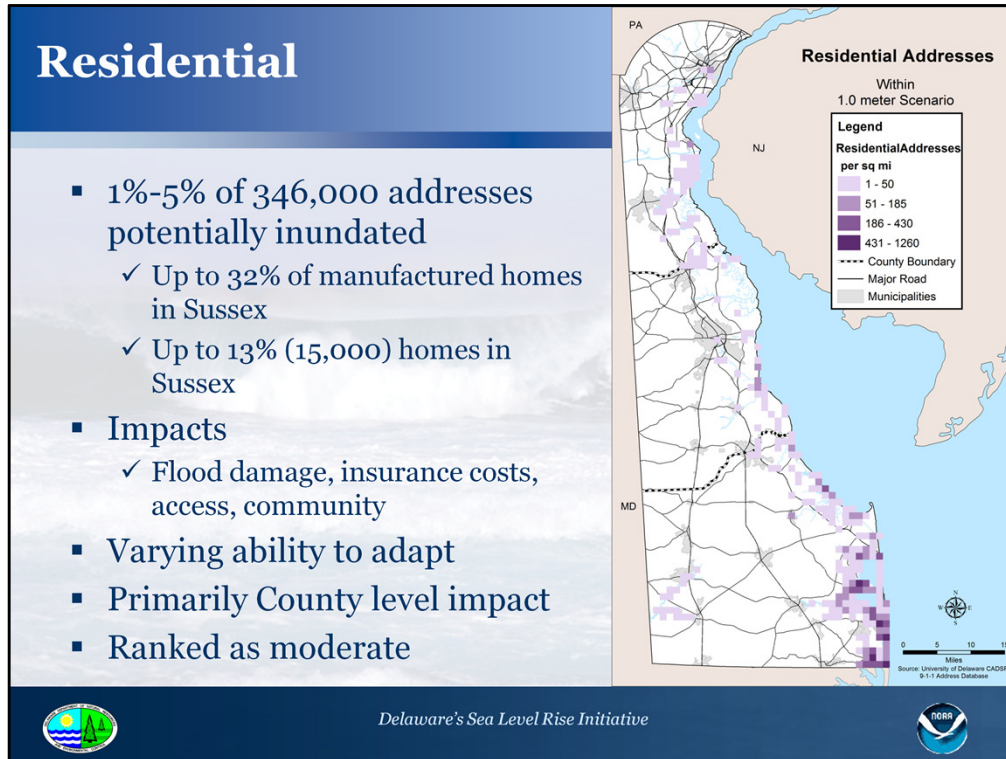 Residential
▪ 1%-5% of 346,000 addresses
potentially inundated
✓ Up to 32% of manufactured homes
in Sussex
✓ Up to 13% (15,000) homes in
Sussex
▪ Impacts
✓ Flood damage, insurance costs,
access, community
▪ Varying ability to adapt
▪ Primarily County level impact
▪ Ranked as moderate
PA
Residential Addresses
Within
1.0 meter Scenario
Legend
ResidentialAddresses
per sq mi
1 - 50
51 - 185
186 - 430
431 - 1260
County Boundary
Major Road
Municipalities
NJ
MD
N
W E
S
0 5 10 15
Miles
Source: University of Delaware CADSR
9-1-1 Address Database
Delaware's Sea Level Rise Initiative
NOAA